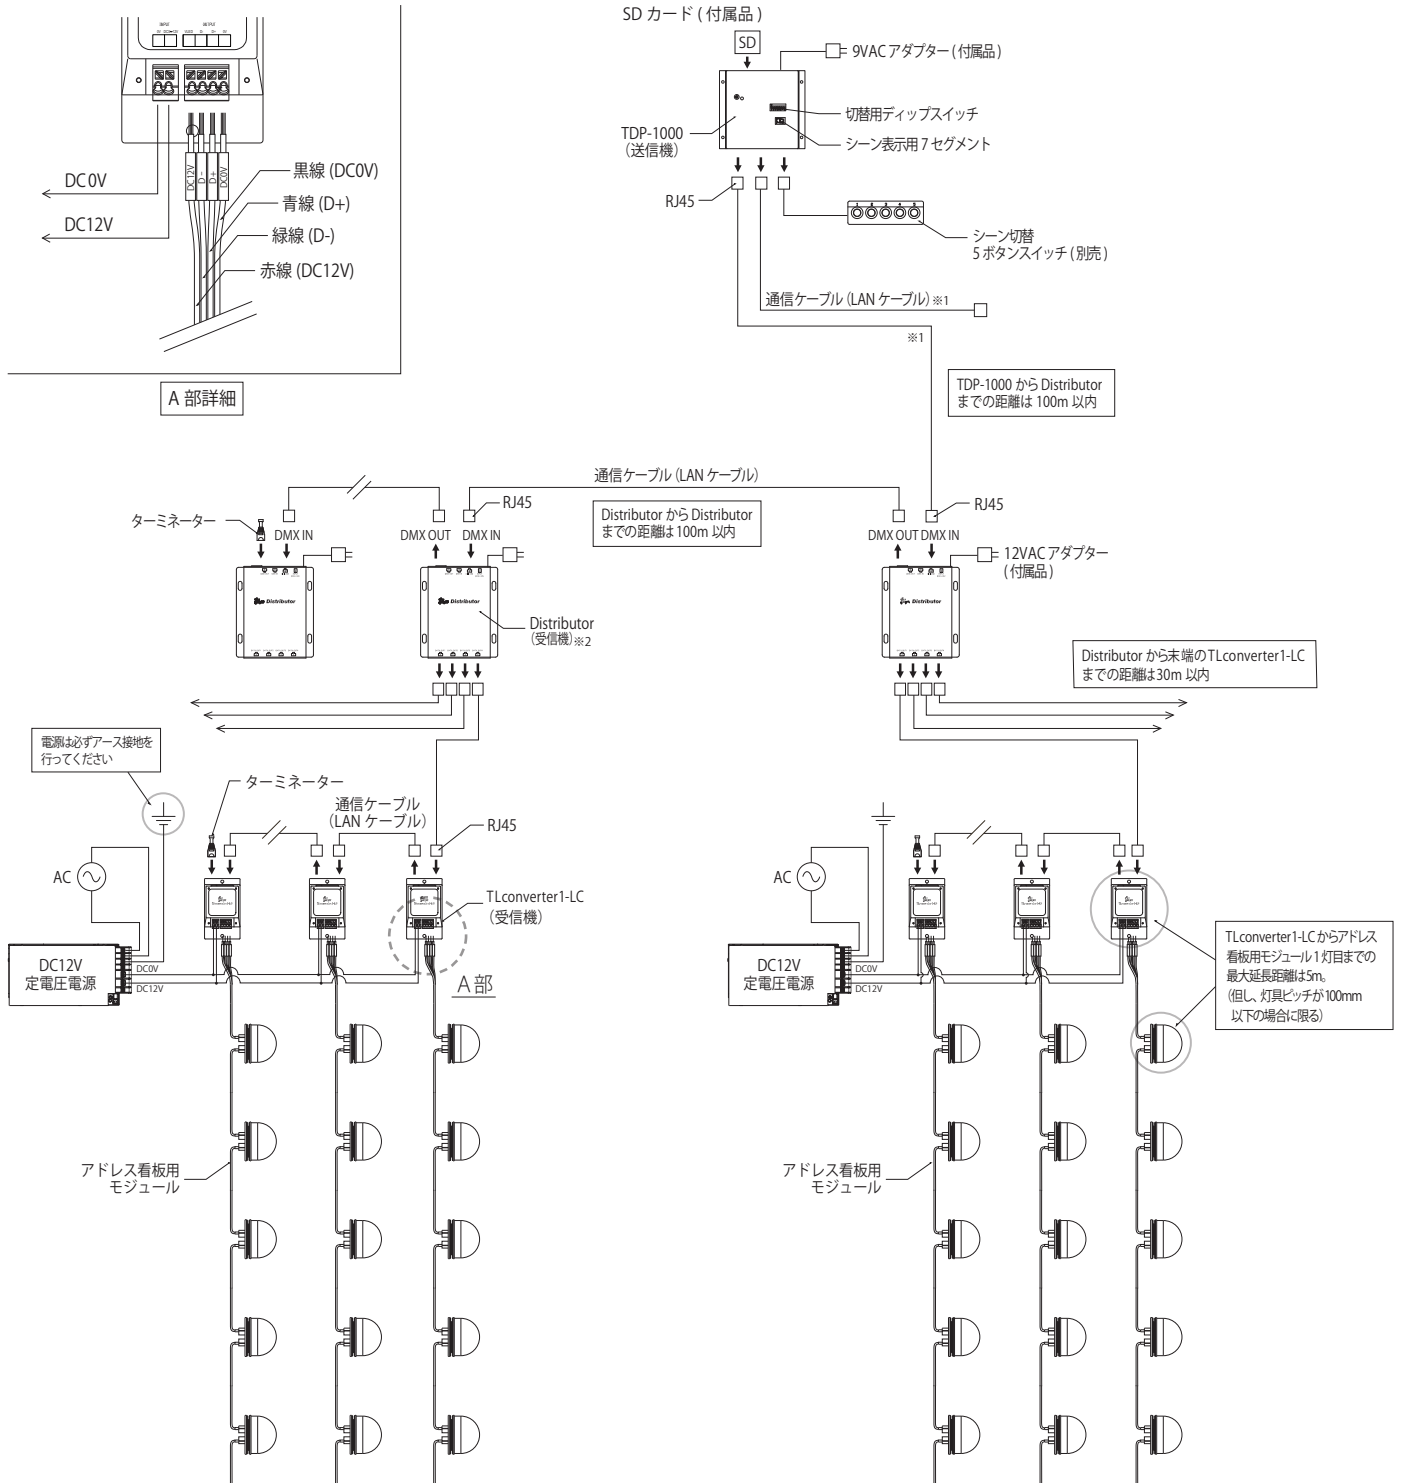 SD カード ( 付属品 )
SD
9VAC アダプター ( 付属品 )
切替用ディップスイッチ
TDP-1000
（送信機）
シーン表示用 7 セグメント
RJ45
1 2 3 4 5
シーン切替
5 ボタンスイッチ ( 別売 )
通信ケーブル（LAN ケーブル）※1
※1
TDP-1000 から Distributor
までの距離は 100m 以内
INPUT
OUTPUT
DC12V
D -
D +
DC0V
DC0V
DC12V
黒線 (DC0V)
青線 (D+)
緑線 (D-)
赤線 (DC12V)
A 部詳細
通信ケーブル（LAN ケーブル）
Distributor から Distributor
までの距離は 100m 以内
ターミネーター
DMX IN
DMX OUT
DMX IN
RJ45
DMX OUT
DMX IN
RJ45
12VAC アダプター
( 付属品 )
Distributor
Distributor
Distributor
Distributor
（受信機）※2
Distributor から末端のTLconverter1-LC
までの距離は30m 以内
電源は必ずアース接地を
行ってください
ターミネーター
通信ケーブル
（LAN ケーブル）
RJ45
AC
TLconverter1-LC
（受信機）
DC12V
定電圧電源
DC0V
DC12V
A 部
アドレス看板用
モジュール
AC
DC12V
定電圧電源
DC0V
DC12V
TLconverter1-LC からアドレス
看板用モジュール 1 灯目までの
最大延長距離は5m。
（但し、灯具ピッチが100mm
以下の場合に限る）
アドレス看板用
モジュール